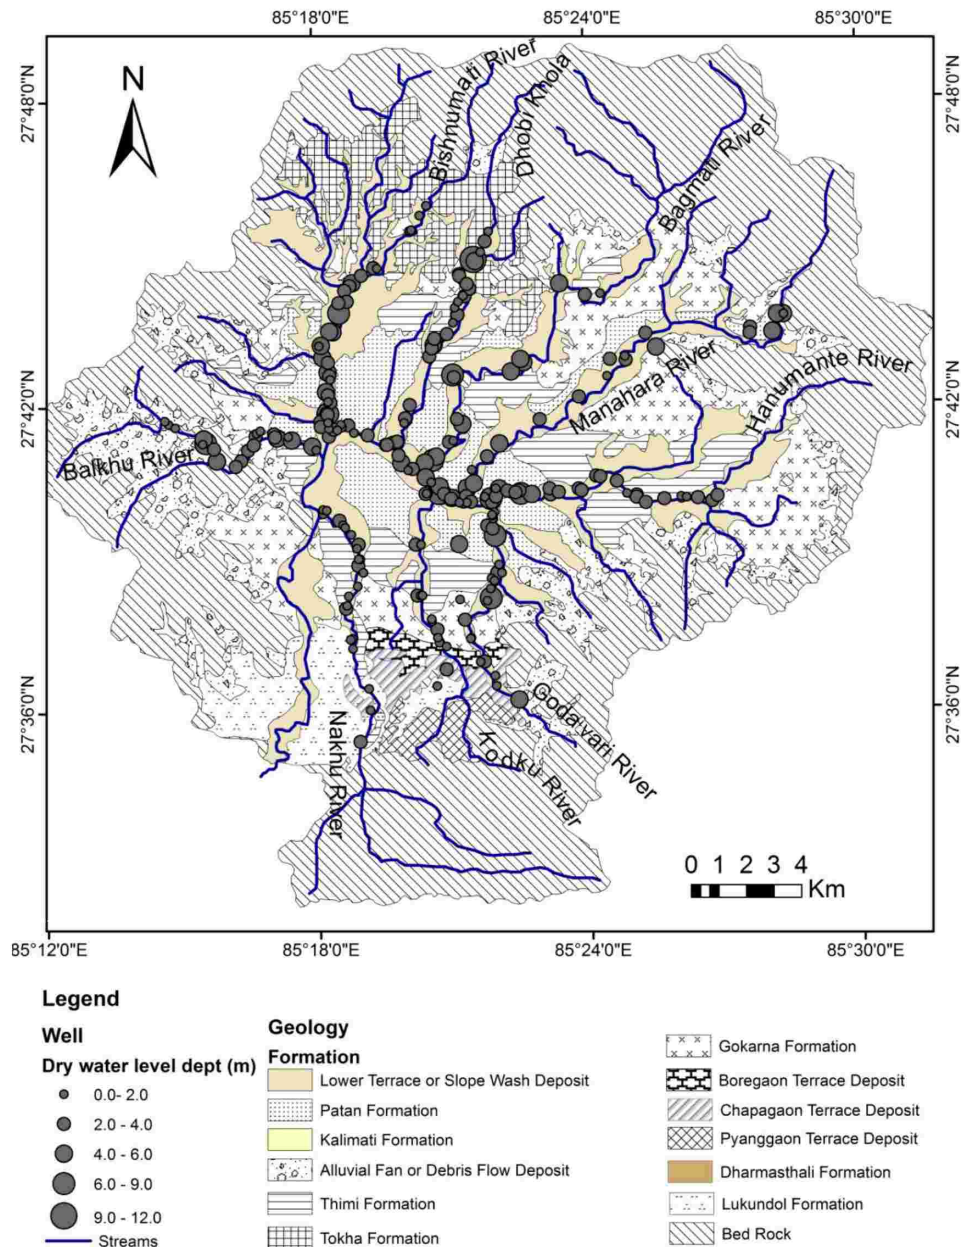 85°18'0"E 85°24'0"E 85°30'0"E
N
27°48'0"N
27°48'0"N
Bishnumati River
Dhobi Khola
Bagmati River
27°42'0"N
27°42'0"N
Manahara River
Hanumante River
Balkhu River
27°36'0"N
27°36'0"N
Nakhu River
Kodku River
Godavari River
0 1 2 3 4
Km
85°12'0"E 85°18'0"E 85°24'0"E 85°30'0"E
Legend
Well
Dry water level dept (m)
0.0- 2.0
2.0 - 4.0
4.0 - 6.0
6.0 - 9.0
9.0 - 12.0
Streams
Geology
Formation
Lower Terrace or Slope Wash Deposit
Patan Formation
Kalimati Formation
Alluvial Fan or Debris Flow Deposit
Thimi Formation
Tokha Formation
Gokarna Formation
Boregaon Terrace Deposit
Chapagaon Terrace Deposit
Pyanggaon Terrace Deposit
Dharmasthali Formation
Lukundol Formation
Bed Rock